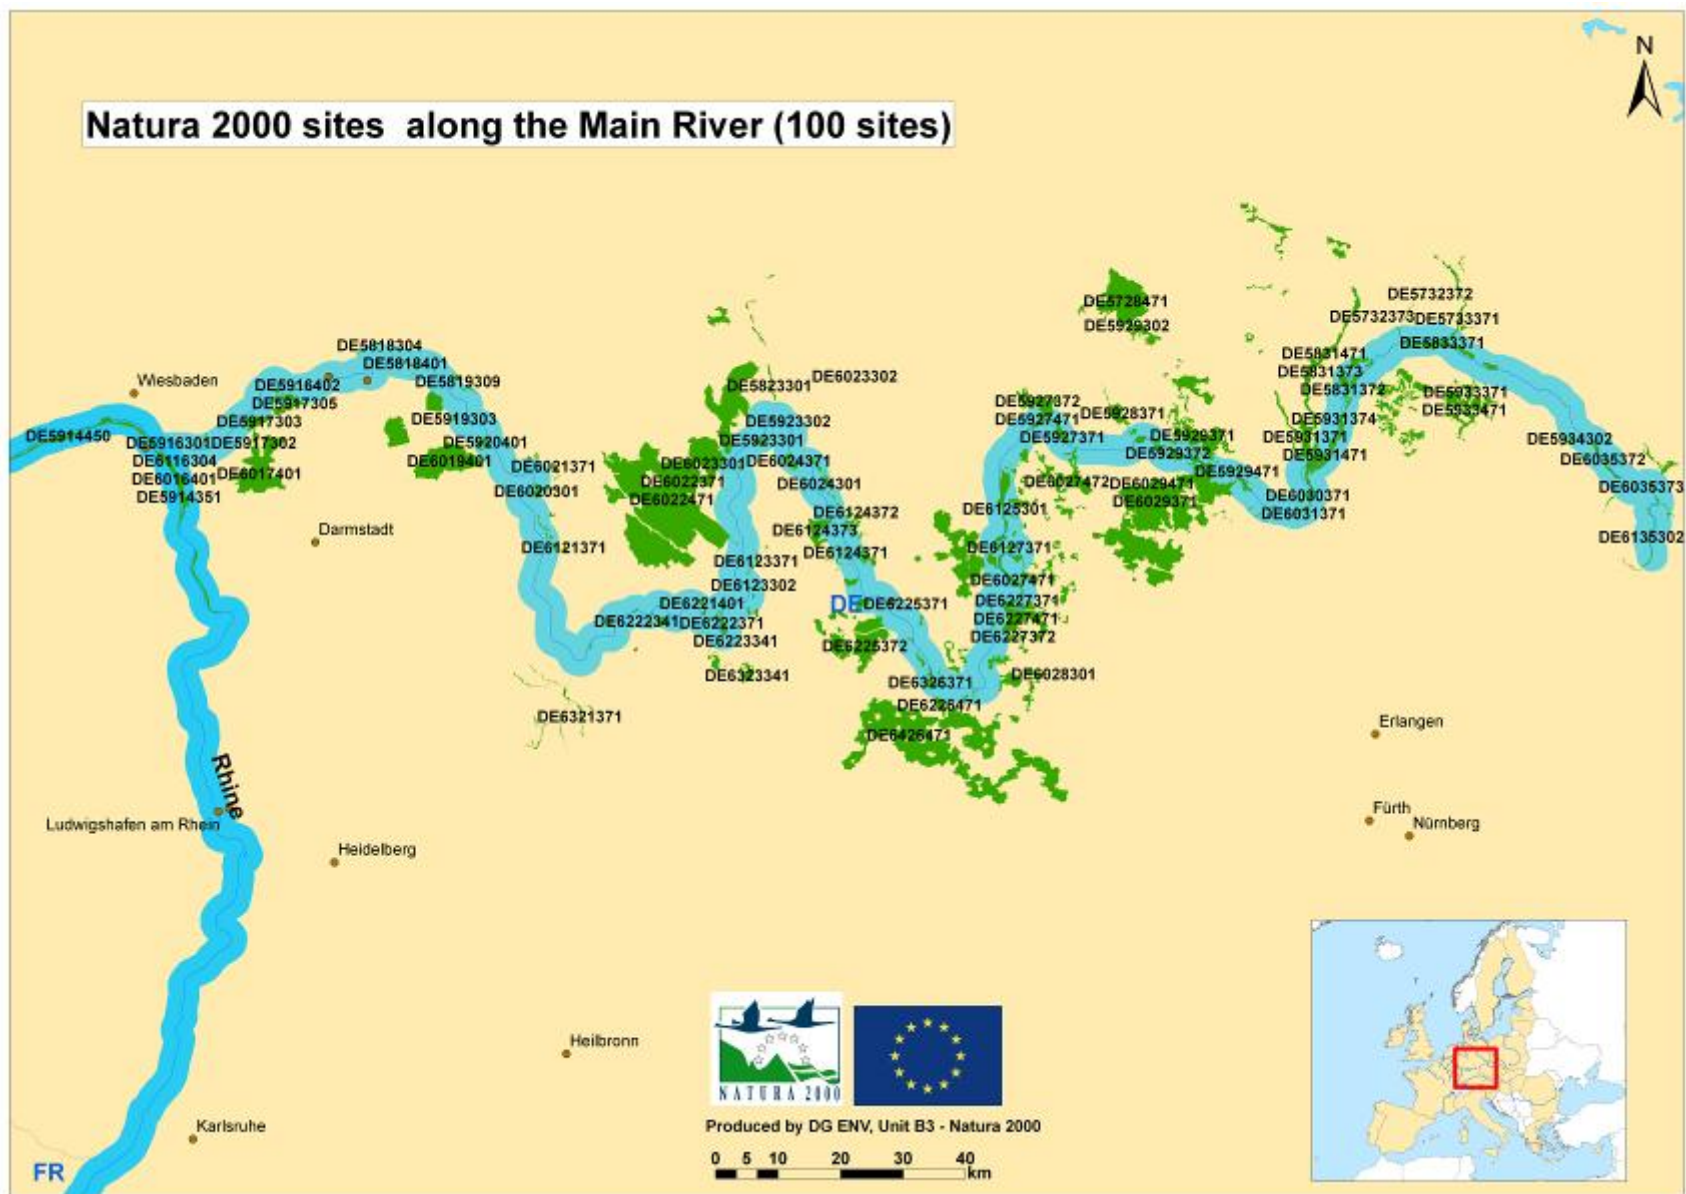 N
Natura 2000 sites along the Main River (100 sites)
DE5732372
DE5728471
DE5732373
DE5733371
DE5929302
DE5818304
DE5833371
DE5818401
DE5831471
Wiesbaden
DE5916402
DE5819309
DE5823301
DE6023302
DE5831373
DE5831372
DE5933371
DE5917305
DE5927372
DE5933471
DE5917303
DE5919303
DE5923302
DE5927471
DE5928371
DE5931374
DE5914450
DE5916301
DE5917302
DE5920401
DE5923301
DE5927371
DE5929371
DE5931371
DE5934302
DE6116304
DE6019401
DE6021371
DE6023301
DE6024371
DE5929372
DE5931471
DE6035372
DE6016401
DE6017401
DE6022371
DE6024301
DE6027472
DE6029471
DE5929471
DE6035373
DE5914351
DE6020301
DE6022471
DE6029371
DE6030371
DE6124372
DE6125301
DE6031371
Darmstadt
DE6124373
DE6135302
DE6121371
DE6124371
DE6127371
DE6123371
DE6027471
DE6123302
DE6221401
DE
DE6225371
DE6227371
DE6222341
DE6222371
DE6227471
DE6223341
DE6225372
DE6227372
DE6323341
DE6326371
DE6028301
DE6321371
DE6226471
Erlangen
DE6426471
Rhine
Ludwigshafen am Rhein
Fürth
Nürnberg
Heidelberg
Heilbronn
NATURA 2000
Karlsruhe
Produced by DG ENV, Unit B3 - Natura 2000
FR
0 5 10 20 30 40
km